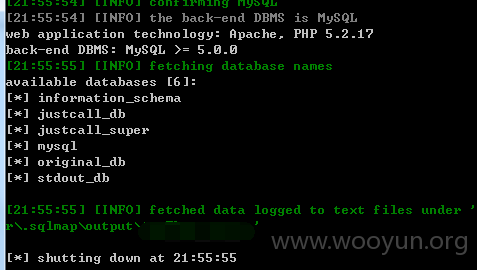 [21:55:54] [INFO] confirming MySQL
[21:55:54] [INFO] the back-end DBMS is MySQL
web application technology: Apache, PHP 5.2.17
back-end DBMS: MySQL >= 5.0.0
[21:55:55] [INFO] fetching database names
available databases [6]:
[*] information_schema
[*] justcall_db
[*] justcall_super
[*] mysql
[*] original_db
[*] stdout_db
[21:55:55] [INFO] fetched data logged to text files under '
r\.sqlmap\output\ '
www.wooyun.org
[*] shutting down at 21:55:55